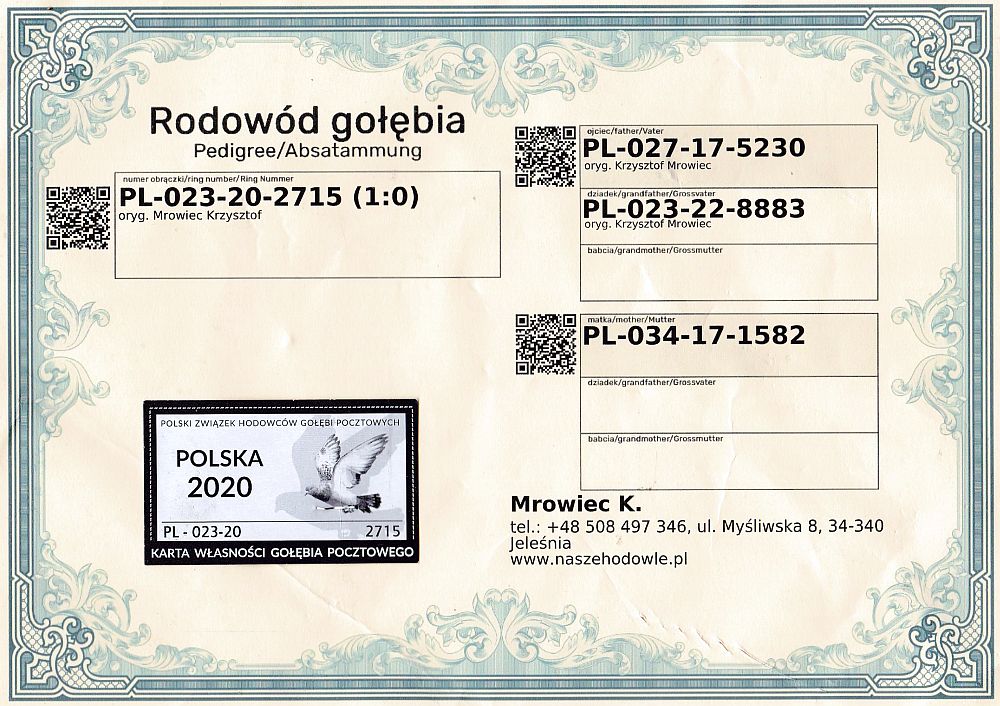 Rodowód gołębia
Pedigree/Absatammung
numer obrączki/ring number/Ring Nummer
PL-023-20-2715 (1:0)
oryg. Mrowiec Krzysztof
ojciec/father/Vater
PL-027-17-5230
oryg. Krzysztof Mrowiec
dziadek/grandfather/Grossvater
PL-023-22-8883
oryg. Krzysztof Mrowiec
babcia/grandmother/Grossmutter
matka/mother/Mutter
PL-034-17-1582
dziadek/grandfather/Grossvater
babcia/grandmother/Grossmutter
POLSKI ZWIĄZEK HODOWCÓW GOŁĘBI POCZTOWYCH
POLSKA
2020
PL - 023-20 2715
KARTA WŁASNOŚCI GOŁĘBIA POCZTOWEGO
Mrowiec K.
tel.: +48 508 497 346, ul. Myśliwska 8, 34-340
Jeleśnia
www.naszehodowle.pl